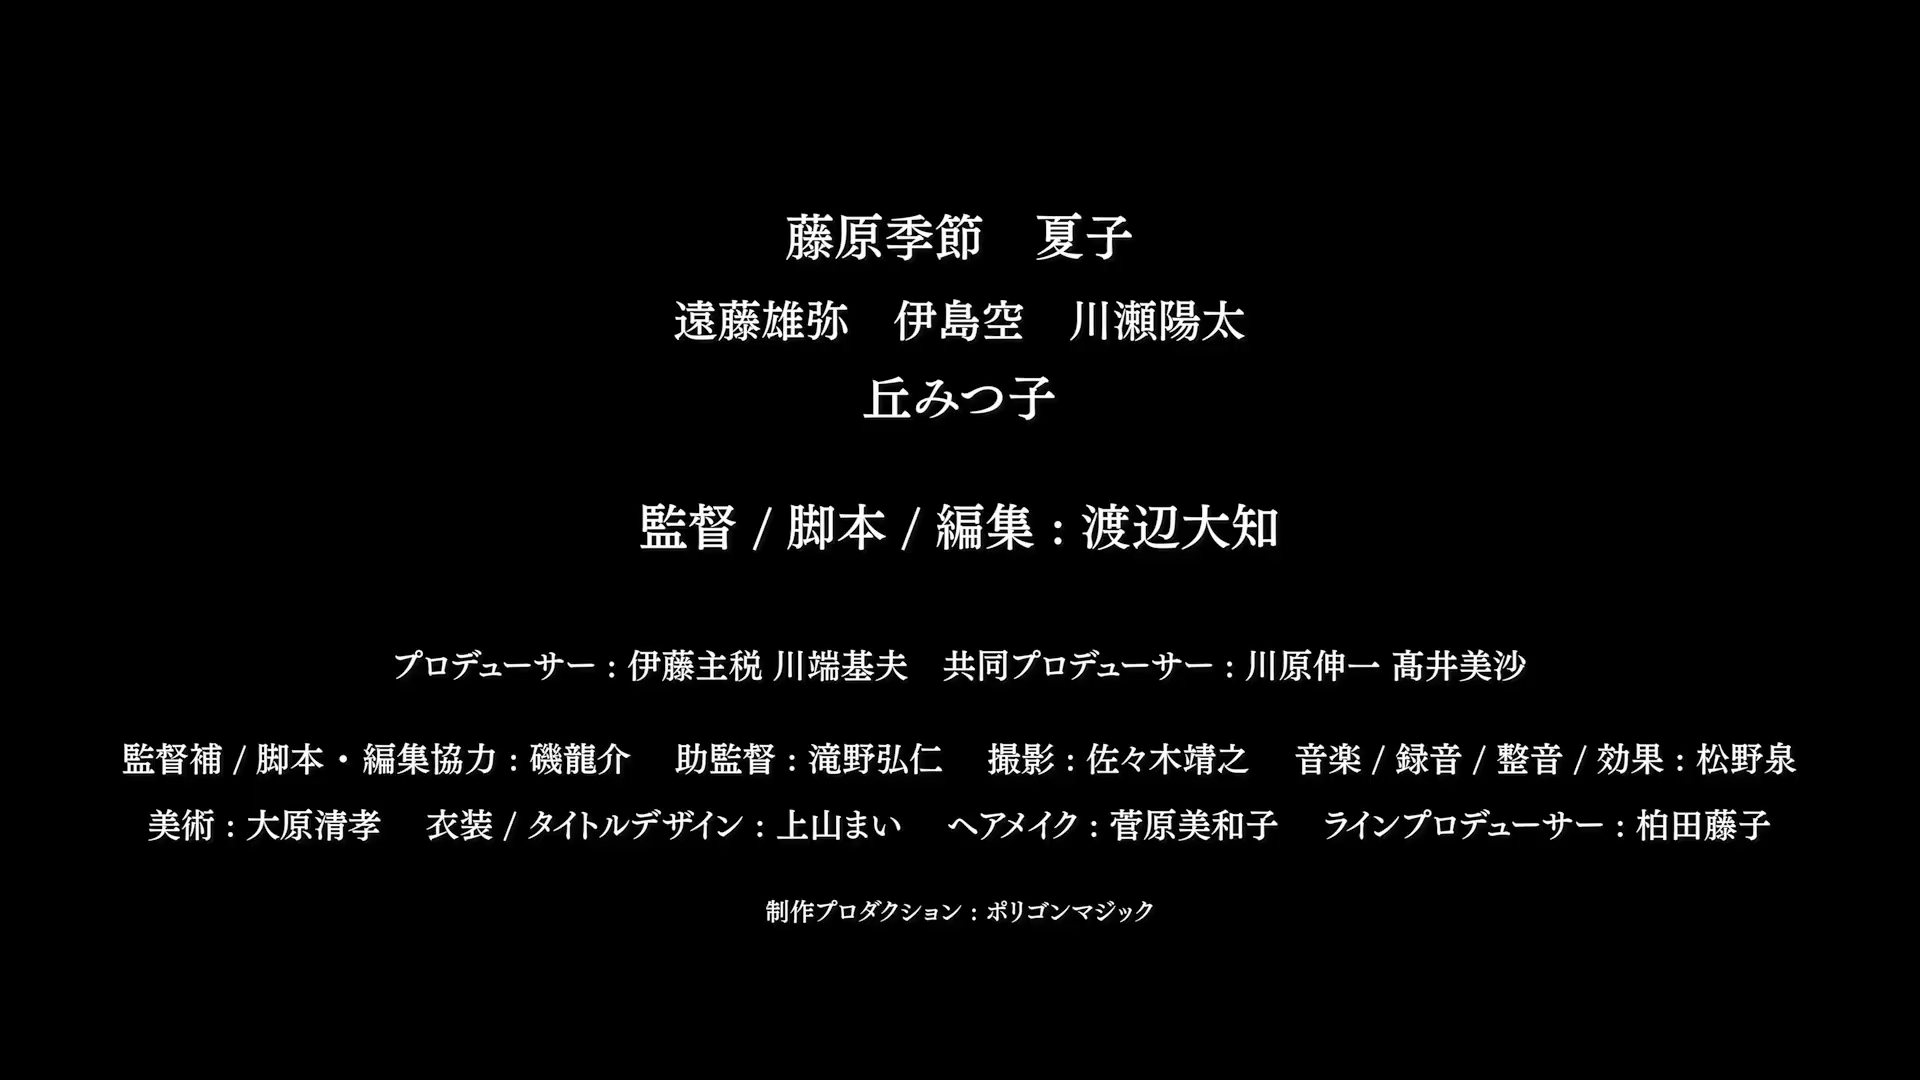 藤原季節　夏子
遠藤雄弥　伊島空　川瀬陽太
丘みつ子
監督 / 脚本 / 編集 : 渡辺大知
プロデューサー : 伊藤主税 川端基夫　共同プロデューサー : 川原伸一 髙井美沙
監督補 / 脚本・編集協力 : 磯龍介　助監督 : 滝野弘仁　撮影 : 佐々木靖之　音楽 / 録音 / 整音 / 効果 : 松野泉
美術 : 大原清孝　衣装 / タイトルデザイン : 上山まい　ヘアメイク : 菅原美和子　ラインプロデューサー : 柏田藤子
制作プロダクション : ポリゴンマジック